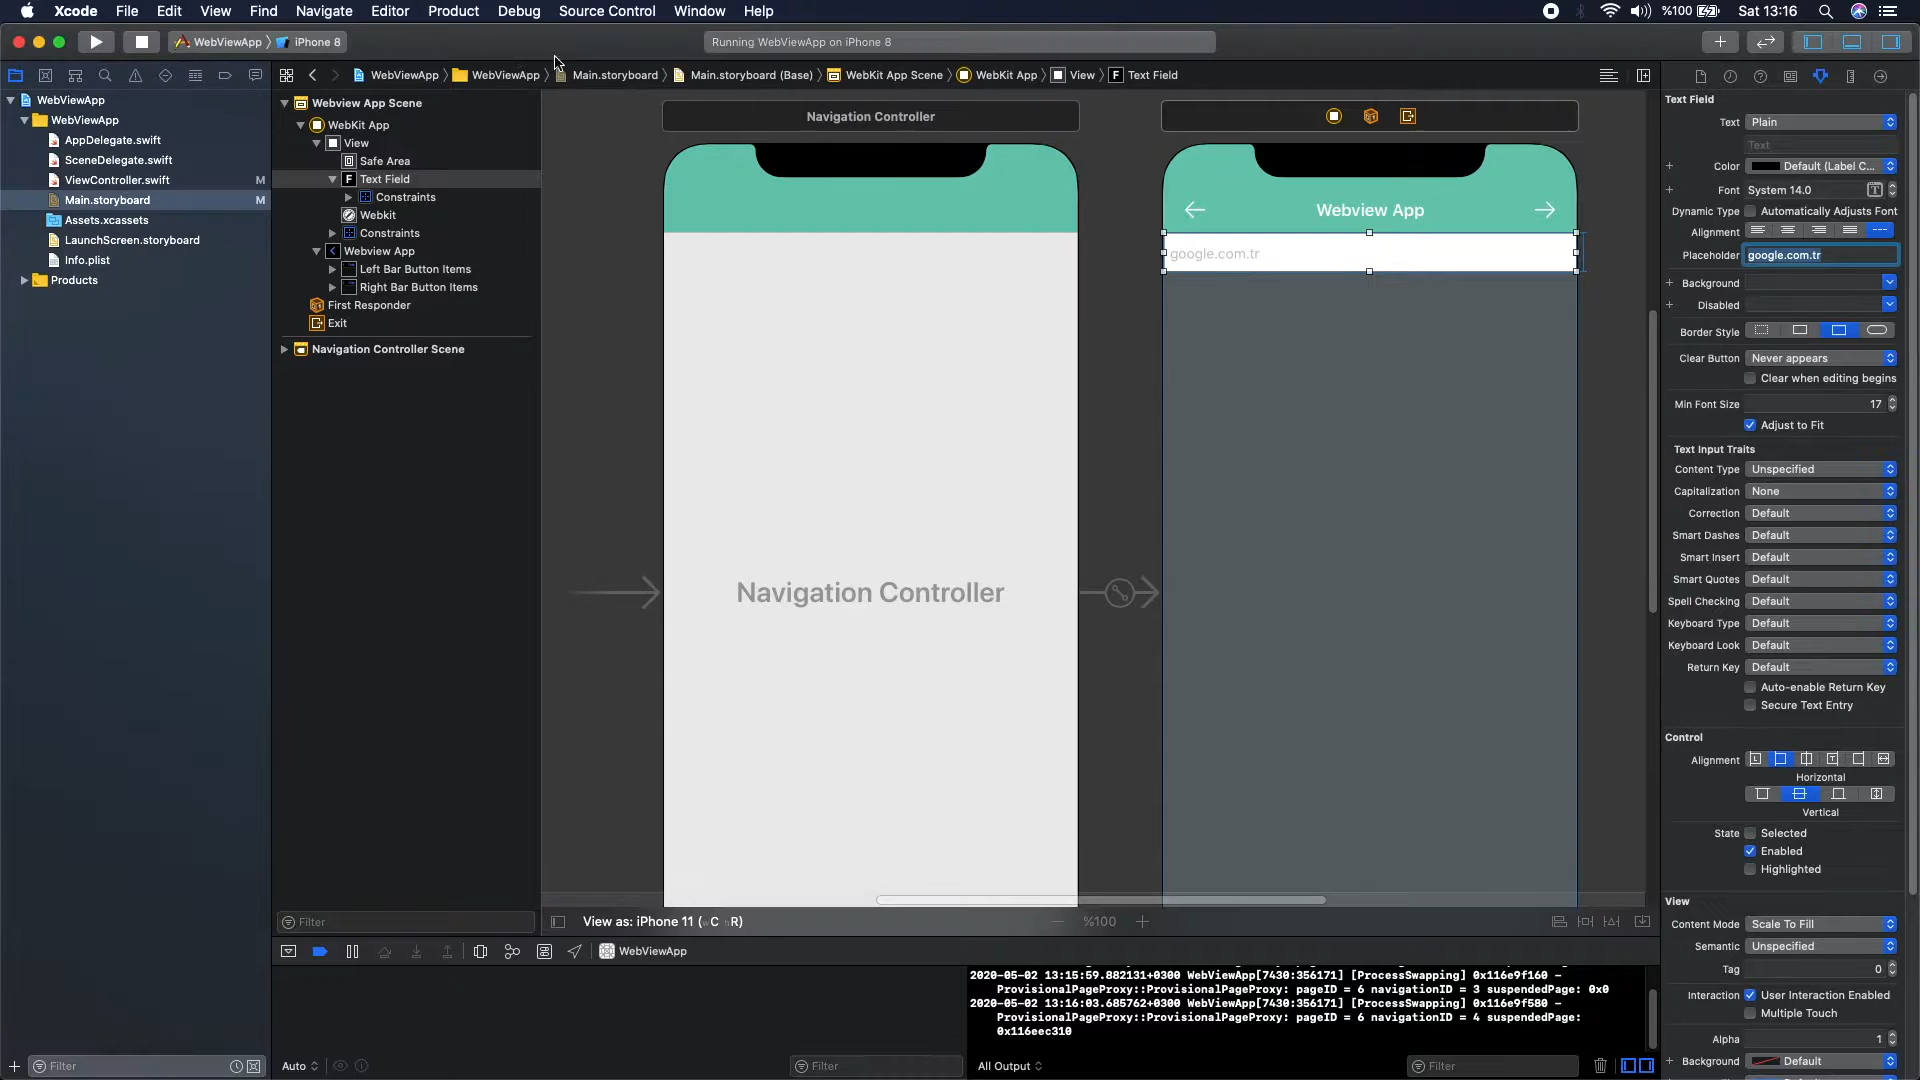 Xcode File Edit View Find Navigate Editor Product Debug Source Control Window Help %100 Sat 13:16
WebViewApp iPhone 8 Running WebViewApp on iPhone 8
WebViewApp WebViewApp Main.storyboard Main.storyboard (Base) WebKit App Scene WebKit App View F Text Field
WebViewApp
WebViewApp
AppDelegate.swift
SceneDelegate.swift
ViewController.swift M
Main.storyboard M
Assets.xcassets
LaunchScreen.storyboard
Info.plist
Products
Filter
Webview App Scene
WebKit App
View
Safe Area
F Text Field
Constraints
Webkit
Constraints
Webview App
Left Bar Button Items
Right Bar Button Items
First Responder
Exit
Navigation Controller Scene
Filter
Navigation Controller
Navigation Controller
Webview App
google.com.tr
View as: iPhone 11 (wC hR) %100
WebViewApp
2020-05-02 13:15:59.882131+0300 WebViewApp[7430:356171] [ProcessSwapping] 0x116e9f160 -
ProvisionalPageProxy::ProvisionalPageProxy: pageID = 6 navigationID = 3 suspendedPage: 0x0
2020-05-02 13:16:03.685762+0300 WebViewApp[7430:356171] [ProcessSwapping] 0x116e9f580 -
ProvisionalPageProxy::ProvisionalPageProxy: pageID = 6 navigationID = 4 suspendedPage:
0x116eec310
Auto Filter All Output Filter
Text Field
Text Plain
Text
Color Default (Label C...
Font System 14.0 T
Dynamic Type Automatically Adjusts Font
Alignment
Placeholder google.com.tr
Background
Disabled
Border Style
Clear Button Never appears
Clear when editing begins
Min Font Size 17
Adjust to Fit
Text Input Traits
Content Type Unspecified
Capitalization None
Correction Default
Smart Dashes Default
Smart Insert Default
Smart Quotes Default
Spell Checking Default
Keyboard Type Default
Keyboard Look Default
Return Key Default
Auto-enable Return Key
Secure Text Entry
Control
Alignment
Horizontal
Vertical
State Selected
Enabled
Highlighted
View
Content Mode Scale To Fill
Semantic Unspecified
Tag 0
Interaction User Interaction Enabled
Multiple Touch
Alpha 1
Background Default